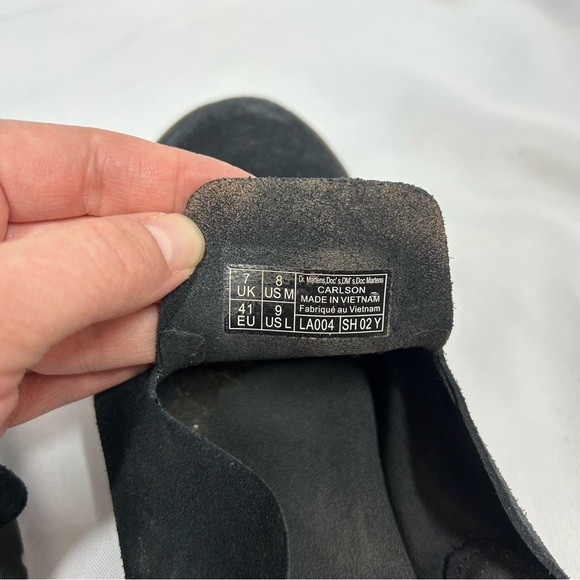 7 UK
8 US M
41 EU
9 US L
Dr. Martens,Doc's,DM's,Doc Martens
CARLSON
MADE IN VIETNAM
Fabriqué au Vietnam
LA004
SH 02 Y